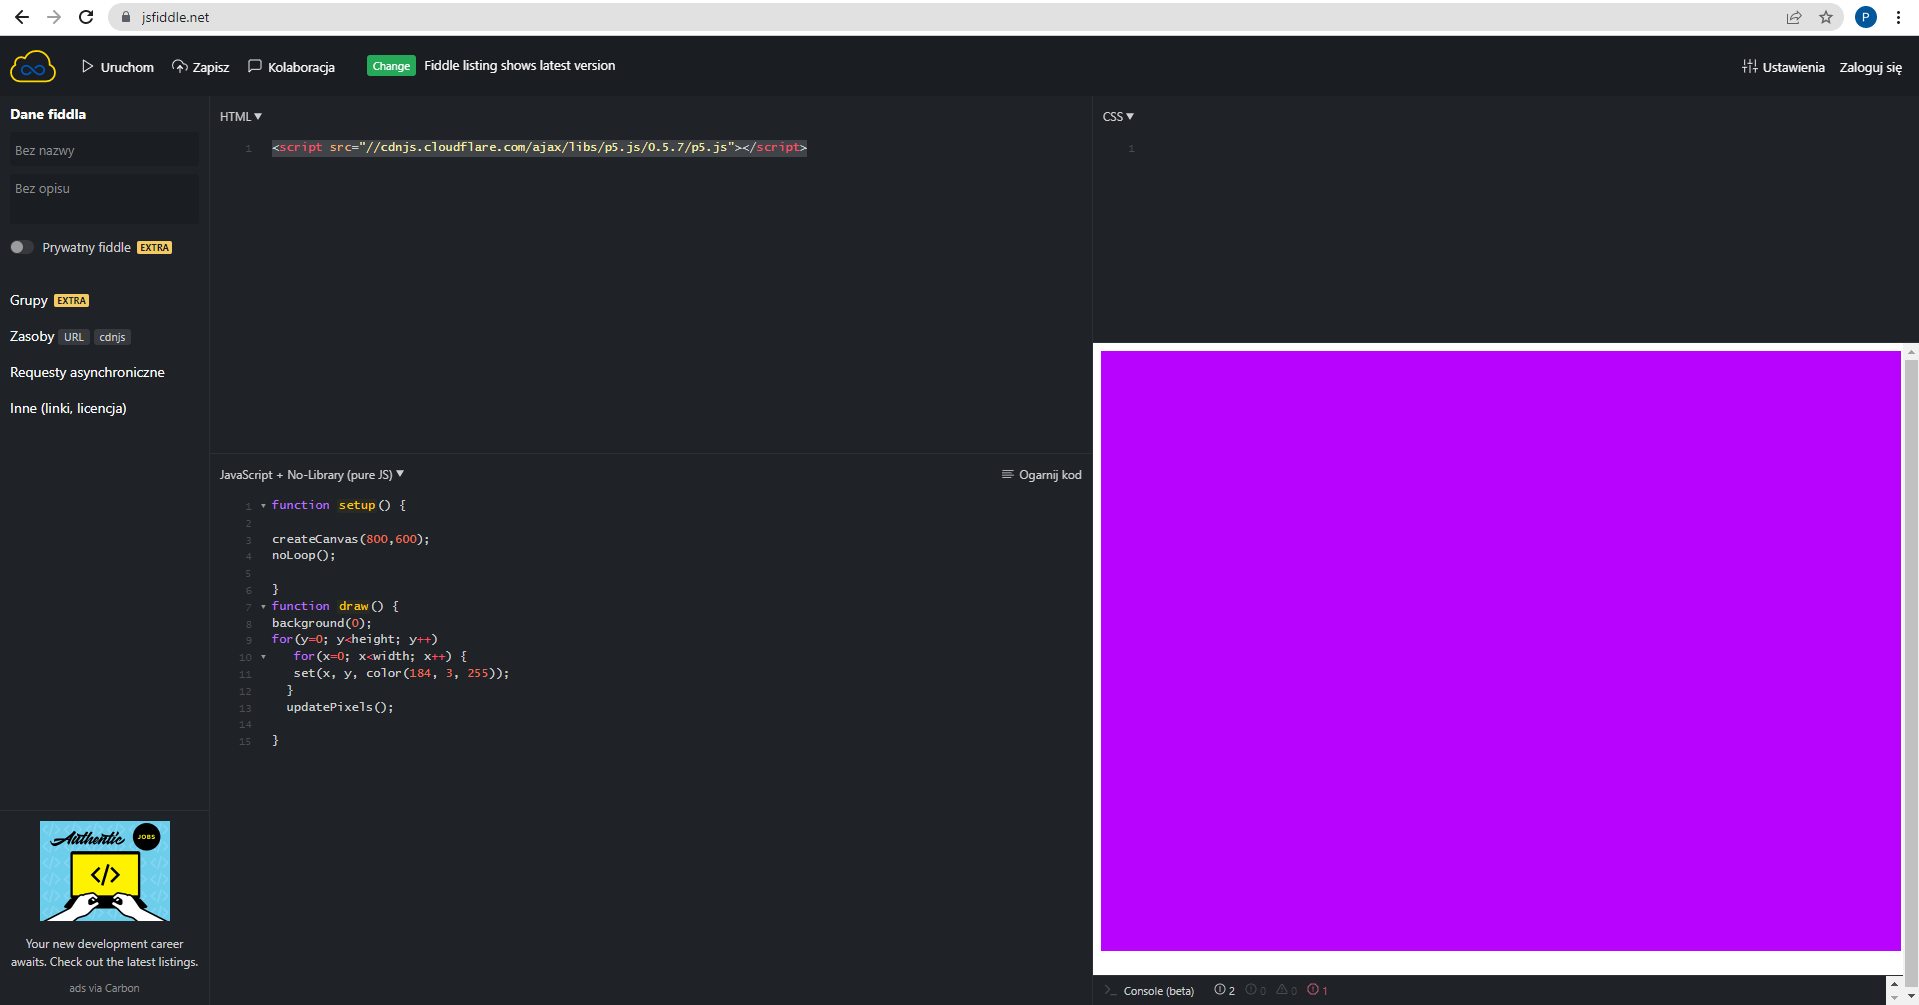 jsfiddle.net
P
Uruchom
Zapisz
Kolaboracja
Change
Fiddle listing shows latest version
Ustawienia
Zaloguj się
Dane fiddla
Bez nazwy
Bez opisu
Prywatny fiddle EXTRA
Grupy EXTRA
Zasoby URL cdnjs
Requesty asynchroniczne
Inne (linki, licencja)
Authentic JOBS
</>
Your new development career
awaits. Check out the latest listings.
ads via Carbon
HTML ▼
1 <script src="//cdnjs.cloudflare.com/ajax/libs/p5.js/0.5.7/p5.js"></script>
JavaScript + No-Library (pure JS) ▼
Ogarnij kod
1 function setup() {
2
3 createCanvas(800,600);
4 noLoop();
5
6 }
7 function draw() {
8 background(0);
9 for(y=0; y<height; y++)
10 for(x=0; x<width; x++) {
11 set(x, y, color(184, 3, 255));
12 }
13 updatePixels();
14
15 }
CSS ▼
1
>_ Console (beta) 2 0 0 1